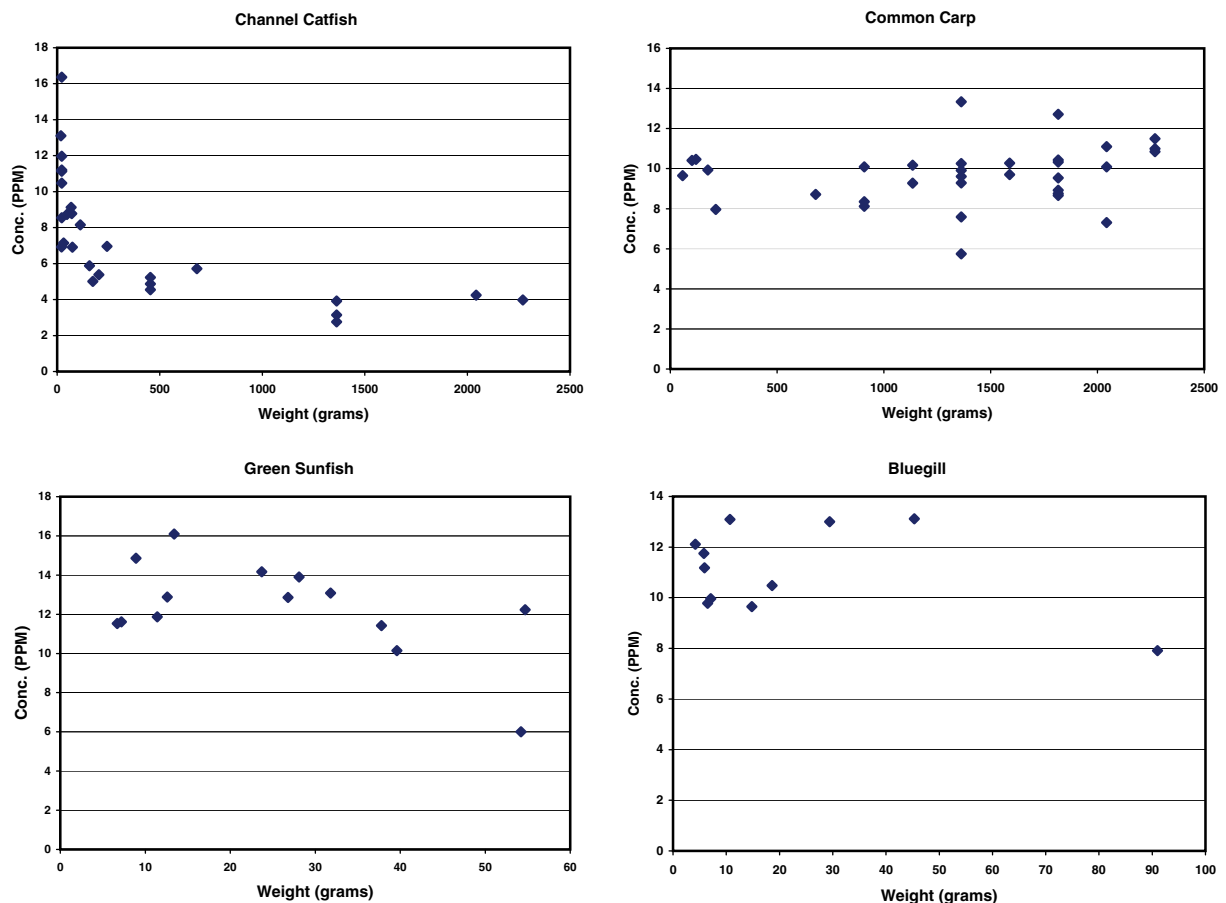 Channel Catfish
18
16
14
12
10
8
6
4
2
0
Conc. (PPM)
0 500 1000 1500 2000 2500
Weight (grams)
Common Carp
16
14
12
10
8
6
4
2
0
Conc. (PPM)
0 500 1000 1500 2000 2500
Weight (grams)
Green Sunfish
18
16
14
12
10
8
6
4
2
0
Conc. (PPM)
0 10 20 30 40 50 60
Weight (grams)
Bluegill
14
12
10
8
6
4
2
0
Conc. (PPM)
0 10 20 30 40 50 60 70 80 90 100
Weight (grams)